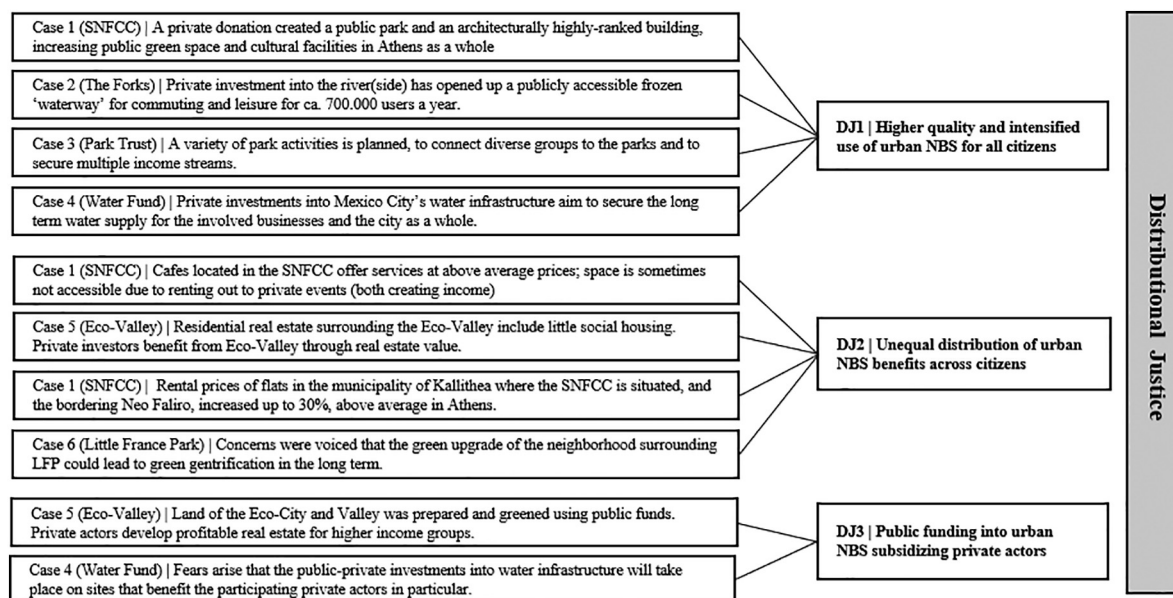 Case 1 (SNFCC) | A private donation created a public park and an architecturally highly-ranked building,
increasing public green space and cultural facilities in Athens as a whole
Case 2 (The Forks) | Private investment into the river(side) has opened up a publicly accessible frozen
‘waterway’ for commuting and leisure for ca. 700.000 users a year.
Case 3 (Park Trust) | A variety of park activities is planned, to connect diverse groups to the parks and to
secure multiple income streams.
Case 4 (Water Fund) | Private investments into Mexico City’s water infrastructure aim to secure the long
term water supply for the involved businesses and the city as a whole.
DJ1 | Higher quality and intensified
use of urban NBS for all citizens
Case 1 (SNFCC) | Cafes located in the SNFCC offer services at above average prices; space is sometimes
not accessible due to renting out to private events (both creating income)
Case 5 (Eco-Valley) | Residential real estate surrounding the Eco-Valley include little social housing.
Private investors benefit from Eco-Valley through real estate value.
Case 1 (SNFCC) | Rental prices of flats in the municipality of Kallithea where the SNFCC is situated, and
the bordering Neo Faliro, increased up to 30%, above average in Athens.
Case 6 (Little France Park) | Concerns were voiced that the green upgrade of the neighborhood surrounding
LFP could lead to green gentrification in the long term.
DJ2 | Unequal distribution of urban
NBS benefits across citizens
Case 5 (Eco-Valley) | Land of the Eco-City and Valley was prepared and greened using public funds.
Private actors develop profitable real estate for higher income groups.
Case 4 (Water Fund) | Fears arise that the public-private investments into water infrastructure will take
place on sites that benefit the participating private actors in particular.
DJ3 | Public funding into urban
NBS subsidizing private actors
Distributional Justice